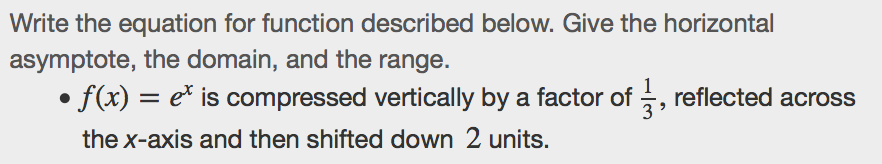 Write the equation for function described below. Give the horizontal
asymptote, the domain, and the range.
• f(x) = eˣ is compressed vertically by a factor of 1/3, reflected across
the x-axis and then shifted down 2 units.